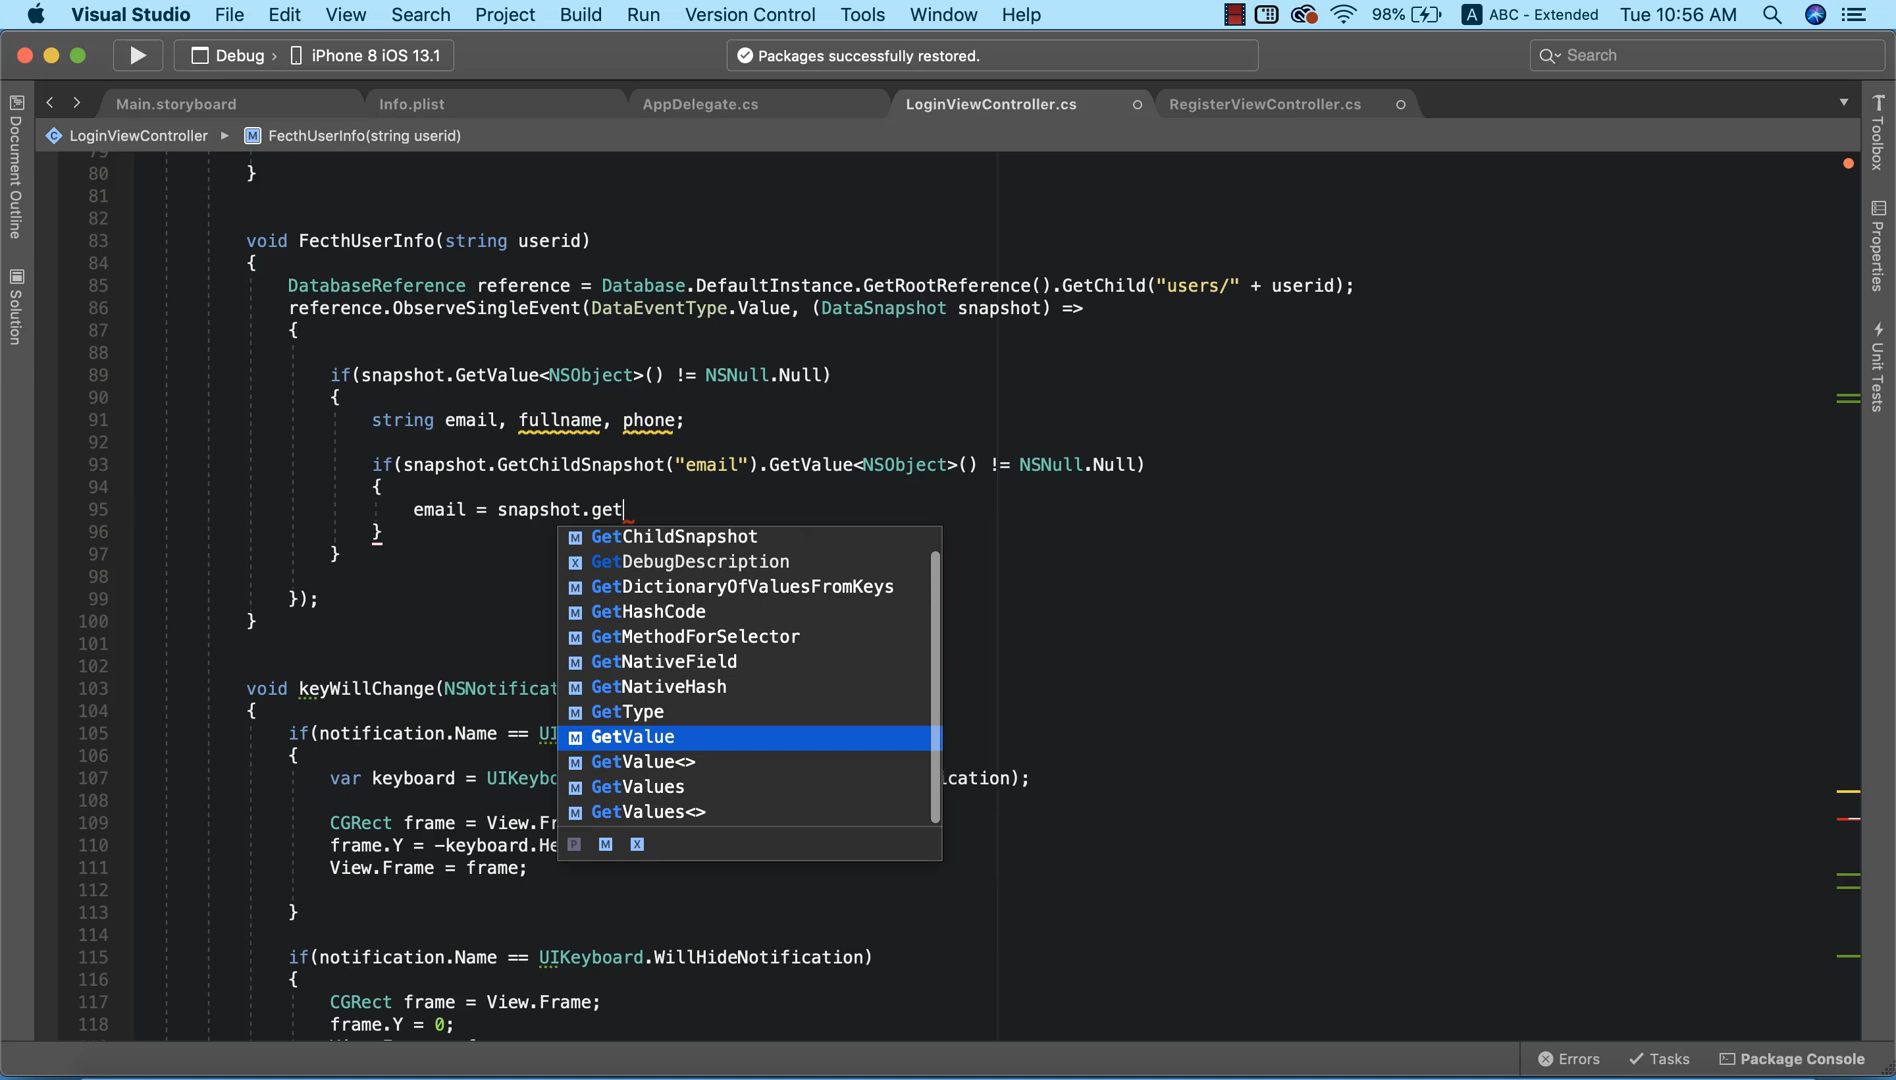 Visual Studio File Edit View Search Project Build Run Version Control Tools Window Help 98% A ABC - Extended Tue 10:56 AM
Debug › iPhone 8 iOS 13.1 Packages successfully restored. Search
Main.storyboard Info.plist AppDelegate.cs LoginViewController.cs RegisterViewController.cs
LoginViewController ▸ M FecthUserInfo(string userid)
Document Outline
Solution
Toolbox
Properties
Unit Tests
79
80 }
81
82
83 void FecthUserInfo(string userid)
84 {
85 DatabaseReference reference = Database.DefaultInstance.GetRootReference().GetChild("users/" + userid);
86 reference.ObserveSingleEvent(DataEventType.Value, (DataSnapshot snapshot) =>
87 {
88
89 if(snapshot.GetValue<NSObject>() != NSNull.Null)
90 {
91 string email, fullname, phone;
92
93 if(snapshot.GetChildSnapshot("email").GetValue<NSObject>() != NSNull.Null)
94 {
95 email = snapshot.get
96 }
97 }
98
99 });
100 }
101
102
103 void keyWillChange(NSNotificat
104 {
105 if(notification.Name == UI
106 {
107 var keyboard = UIKeybo ication);
108
109 CGRect frame = View.Fr
110 frame.Y = -keyboard.He
111 View.Frame = frame;
112
113 }
114
115 if(notification.Name == UIKeyboard.WillHideNotification)
116 {
117 CGRect frame = View.Frame;
118 frame.Y = 0;
M GetChildSnapshot
X GetDebugDescription
M GetDictionaryOfValuesFromKeys
M GetHashCode
M GetMethodForSelector
M GetNativeField
M GetNativeHash
M GetType
M GetValue
M GetValue<>
M GetValues
M GetValues<>
P M X
Errors Tasks Package Console